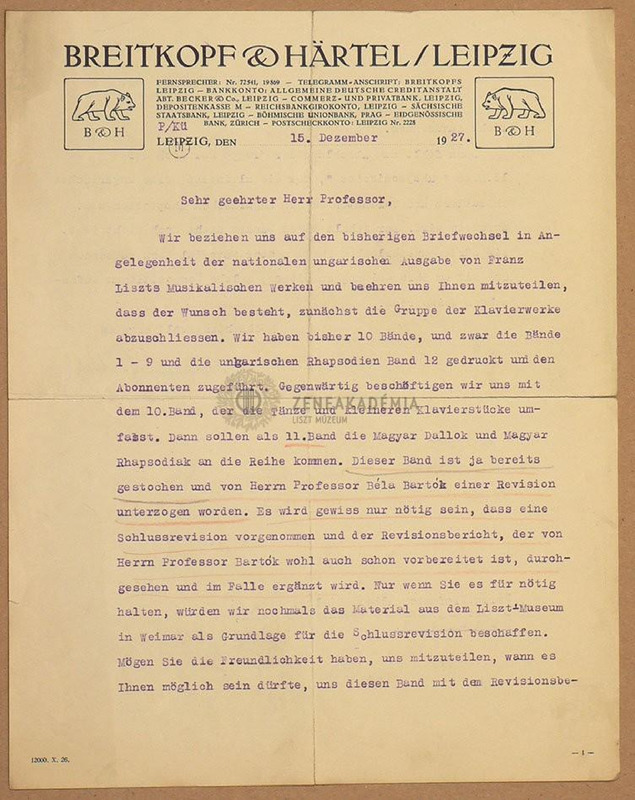 BREITKOPF & HÄRTEL/LEIPZIG
FERNSPRECHER: Nr. 72541, 19869 – TELEGRAMM-ANSCHRIFT: BREITKOPFS
LEIPZIG – BANKKONTO: ALLGEMEINE DEUTSCHE CREDITANSTALT
ABT. BECKER & Co., LEIPZIG – COMMERZ- UND PRIVATBANK, LEIPZIG,
DEPOSITENKASSE M – REICHSBANKGIROKONTO, LEIPZIG – SÄCHSISCHE
STAATSBANK, LEIPZIG – BÖHMISCHE UNIONBANK, PRAG – EIDGENÖSSISCHE
BANK, ZÜRICH – POSTSCHECKKONTO: LEIPZIG Nr. 2228
B & H
B & H
P/Kü
LEIPZIG, DEN 15. Dezember 1927.
Sehr geehrter Herr Professor,
Wir beziehen uns auf den bisherigen Briefwechsel in An-
gelegenheit der nationalen ungarischen Ausgabe von Franz
Liszts Musikalischen Werken und beehren uns Ihnen mitzuteilen,
dass der Wunsch besteht, zunächst die Gruppe der Klavierwerke
abzuschliessen. Wir haben bisher 10 Bände, und zwar die Bände
1 - 9 und die ungarischen Rhapsodien Band 12 gedruckt und den
Abonnenten zugeführt. Gegenwärtig beschäftigen wir uns mit
dem 10.Band, der die Tänze und kleineren Klavierstücke um-
fasst. Dann sollen als 11.Band die Magyar Dallok und Magyar
Rhapsodiak an die Reihe kommen. Dieser Band ist ja bereits
gestochen und von Herrn Professor Béla Bartók einer Revision
unterzogen worden. Es wird gewiss nur nötig sein, dass eine
Schlussrevision vorgenommen und der Revisionsbericht, der von
Herrn Professor Bartók wohl auch schon vorbereitet ist, durch-
gesehen und im Falle ergänzt wird. Nur wenn Sie es für nötig
halten, würden wir nochmals das Material aus dem Liszt-Museum
in Weimar als Grundlage für die Schlussrevision beschaffen.
Mögen Sie die Freundlichkeit haben, uns mitzuteilen, wann es
Ihnen möglich sein dürfte, uns diesen Band mit dem Revisionsbe-
ZENEAKADÉMIA
LISZT MÚZEUM
12000. X. 26.
– 1 –